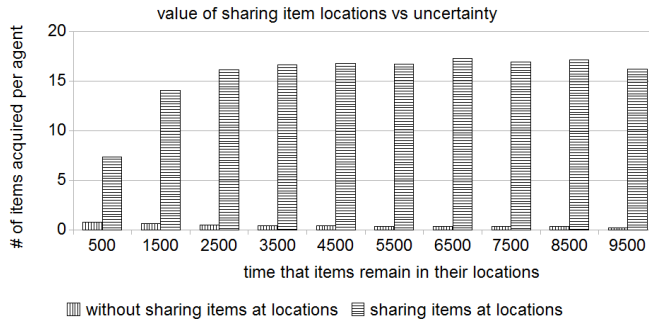 value of sharing item locations vs uncertainty
# of items acquired per agent
20
15
10
5
0
500 1500 2500 3500 4500 5500 6500 7500 8500 9500
time that items remain in their locations
without sharing items at locations sharing items at locations